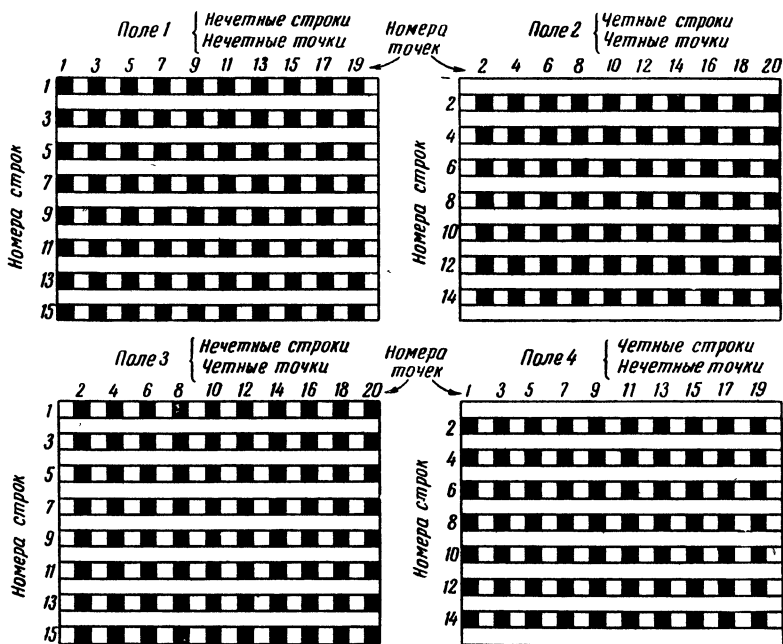 Поле 1 { Нечетные строки
Нечетные точки
Номера
точек
1 3 5 7 9 11 13 15 17 19
Номера строк
1
3
5
7
9
11
13
15
Поле 2 { Четные строки
Четные точки
2 4 6 8 10 12 14 16 18 20
Номера строк
2
4
6
8
10
12
14
Поле 3 { Нечетные строки
Четные точки
Номера
точек
2 4 6 8 10 12 14 16 18 20
Номера строк
1
3
5
7
9
11
13
15
Поле 4 { Четные строки
Нечетные точки
1 3 5 7 9 11 13 15 17 19
Номера строк
2
4
6
8
10
12
14